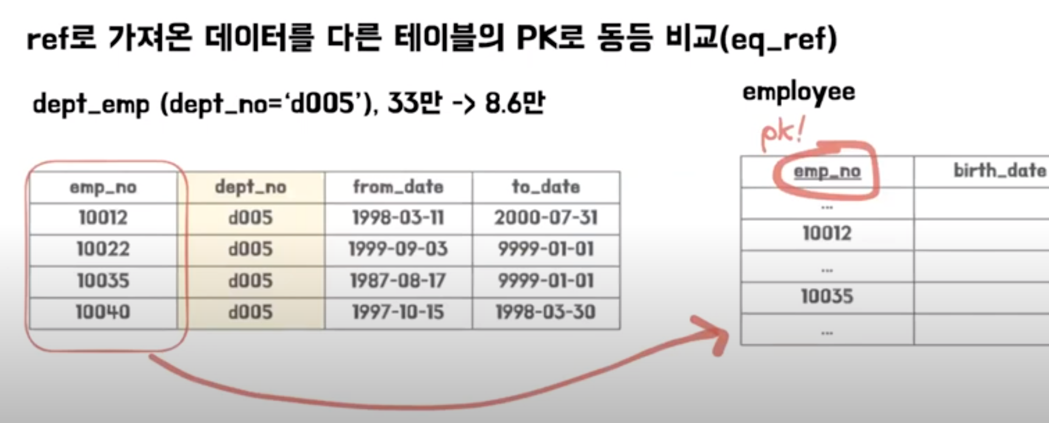 ref로 가져온 데이터를 다른 테이블의 PK로 동등 비교(eq_ref)
dept_emp (dept_no=‘d005’), 33만 -> 8.6만
emp_no dept_no from_date to_date
10012 d005 1998-03-11 2000-07-31
10022 d005 1999-09-03 9999-01-01
10035 d005 1987-08-17 9999-01-01
10040 d005 1997-10-15 1998-03-30
employee
pk!
emp_no birth_date
...
10012
...
10035
...